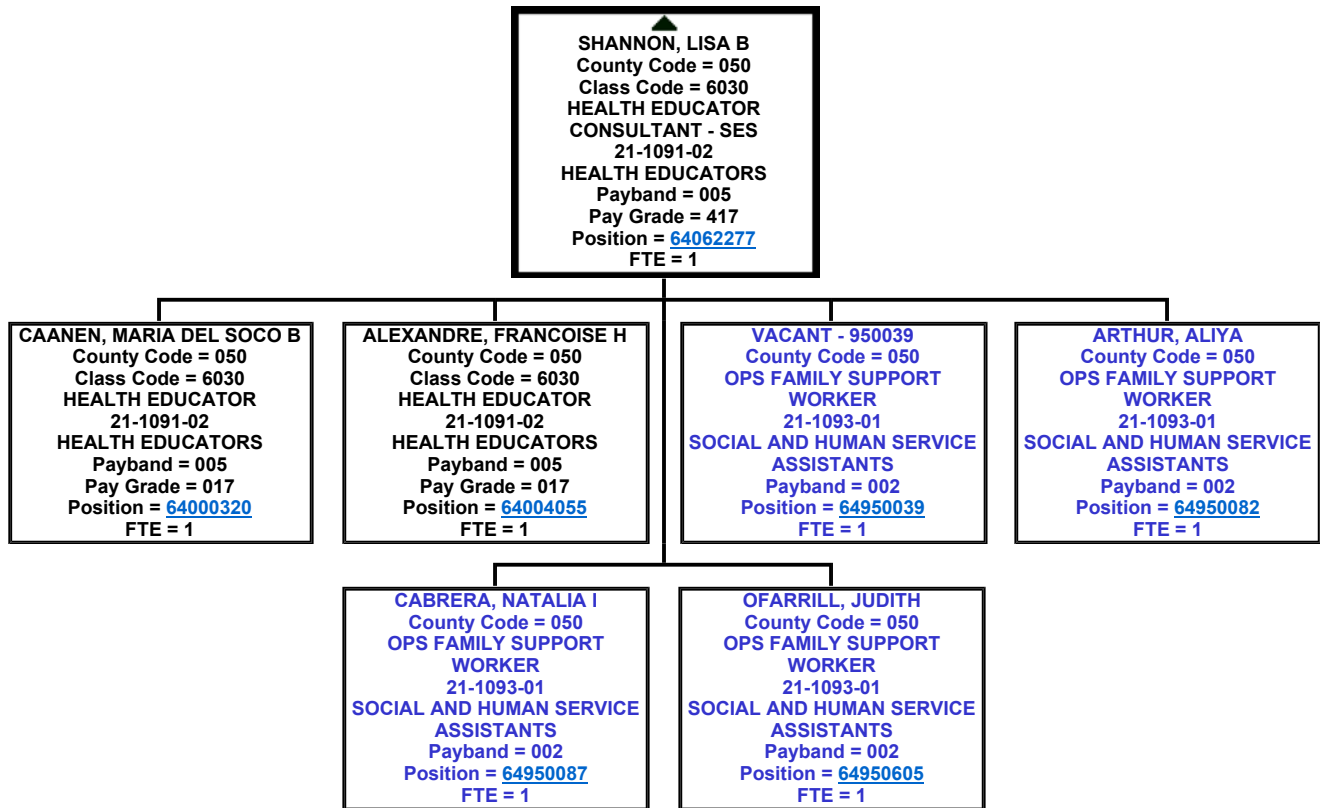 SHANNON, LISA B
County Code = 050
Class Code = 6030
HEALTH EDUCATOR
CONSULTANT - SES
21-1091-02
HEALTH EDUCATORS
Payband = 005
Pay Grade = 417
Position = 64062277
FTE = 1
CAANEN, MARIA DEL SOCO B
County Code = 050
Class Code = 6030
HEALTH EDUCATOR
21-1091-02
HEALTH EDUCATORS
Payband = 005
Pay Grade = 017
Position = 64000320
FTE = 1
ALEXANDRE, FRANCOISE H
County Code = 050
Class Code = 6030
HEALTH EDUCATOR
21-1091-02
HEALTH EDUCATORS
Payband = 005
Pay Grade = 017
Position = 64004055
FTE = 1
VACANT - 950039
County Code = 050
OPS FAMILY SUPPORT
WORKER
21-1093-01
SOCIAL AND HUMAN SERVICE
ASSISTANTS
Payband = 002
Position = 64950039
FTE = 1
ARTHUR, ALIYA
County Code = 050
OPS FAMILY SUPPORT
WORKER
21-1093-01
SOCIAL AND HUMAN SERVICE
ASSISTANTS
Payband = 002
Position = 64950082
FTE = 1
CABRERA, NATALIA I
County Code = 050
OPS FAMILY SUPPORT
WORKER
21-1093-01
SOCIAL AND HUMAN SERVICE
ASSISTANTS
Payband = 002
Position = 64950087
FTE = 1
OFARRILL, JUDITH
County Code = 050
OPS FAMILY SUPPORT
WORKER
21-1093-01
SOCIAL AND HUMAN SERVICE
ASSISTANTS
Payband = 002
Position = 64950605
FTE = 1